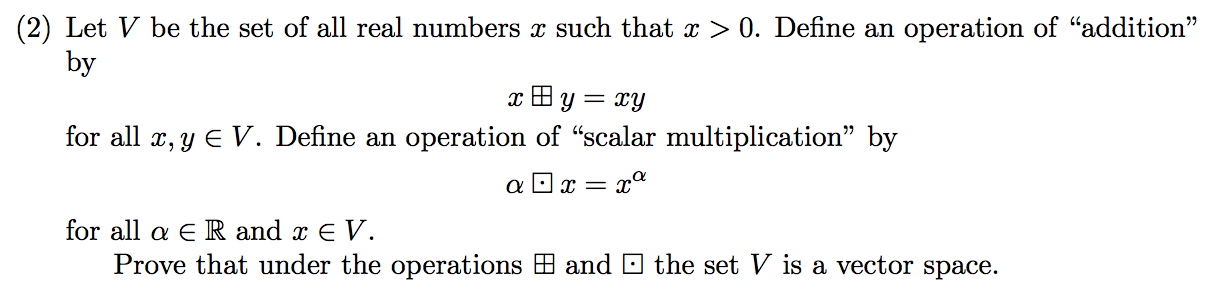 (2) Let V be the set of all real numbers x such that x > 0. Define an operation of “addition”
by
x ⊞ y = xy
for all x, y ∈ V. Define an operation of “scalar multiplication” by
α ⊡ x = x^α
for all α ∈ ℝ and x ∈ V.
Prove that under the operations ⊞ and ⊡ the set V is a vector space.